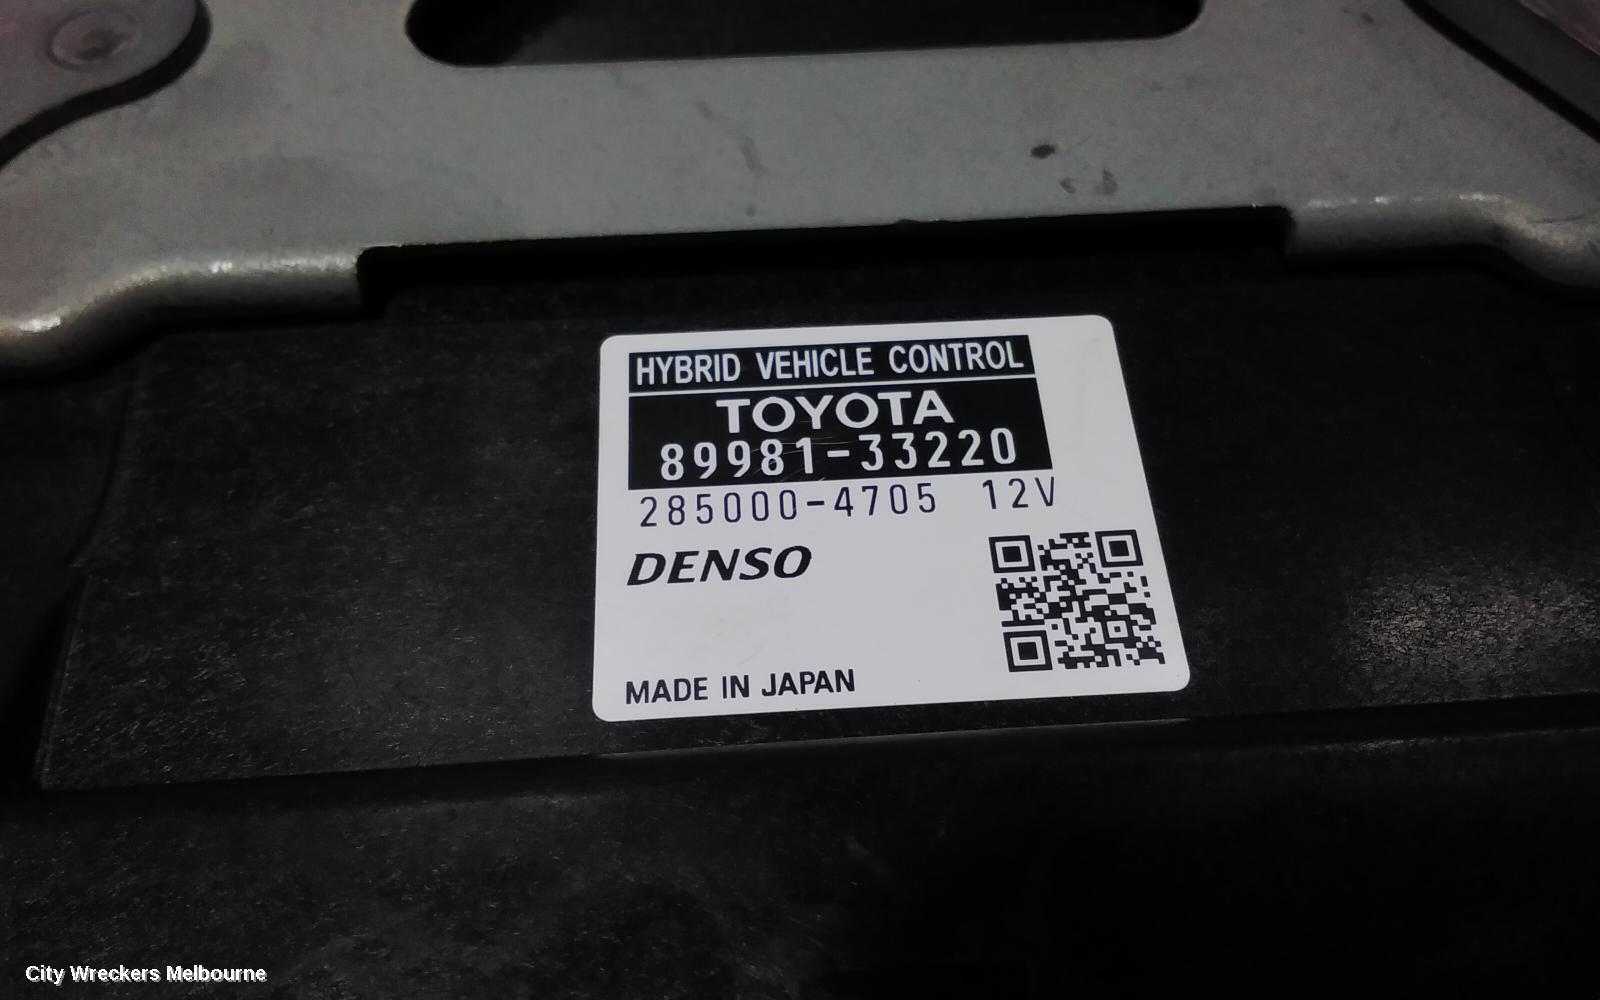 HYBRID VEHICLE CONTROL
TOYOTA
89981-33220
285000-4705 12V
DENSO
MADE IN JAPAN
City Wreckers Melbourne